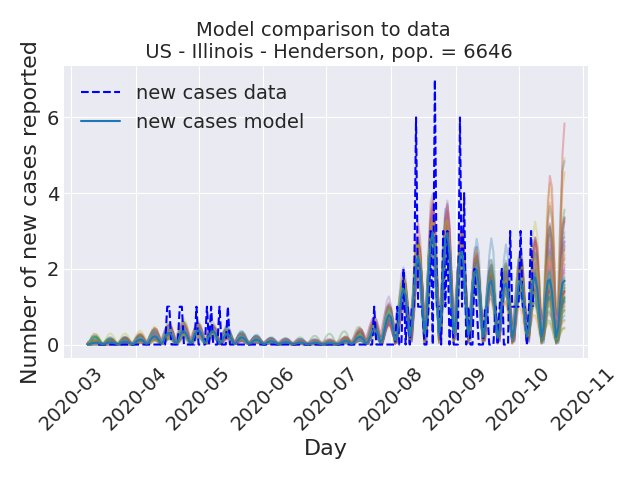 Model comparison to data
US - Illinois - Henderson, pop. = 6646
Number of new cases reported
new cases data
new cases model
6
4
2
0
2020-03
2020-04
2020-05
2020-06
2020-07
2020-08
2020-09
2020-10
2020-11
Day